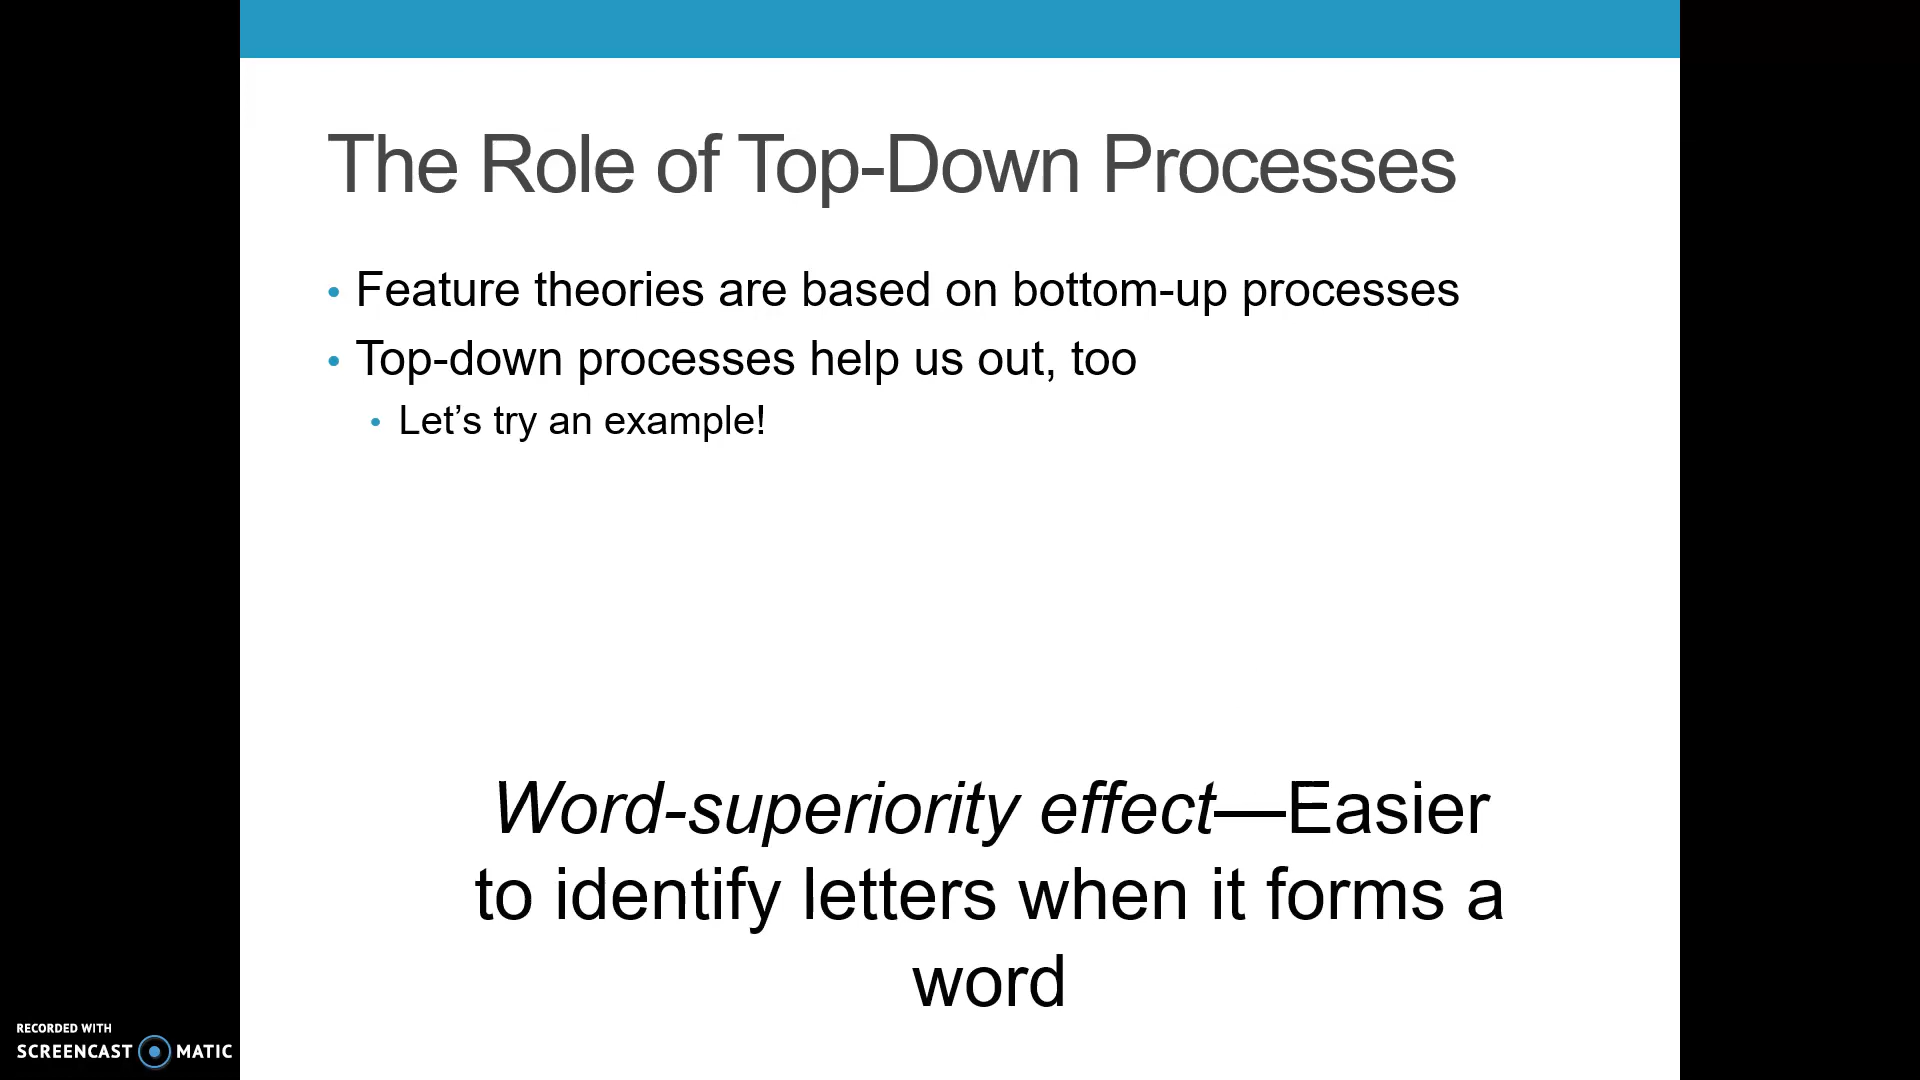 The Role of Top-Down Processes
• Feature theories are based on bottom-up processes
• Top-down processes help us out, too
• Let’s try an example!
Word-superiority effect—Easier
to identify letters when it forms a
word
RECORDED WITH
SCREENCAST MATIC